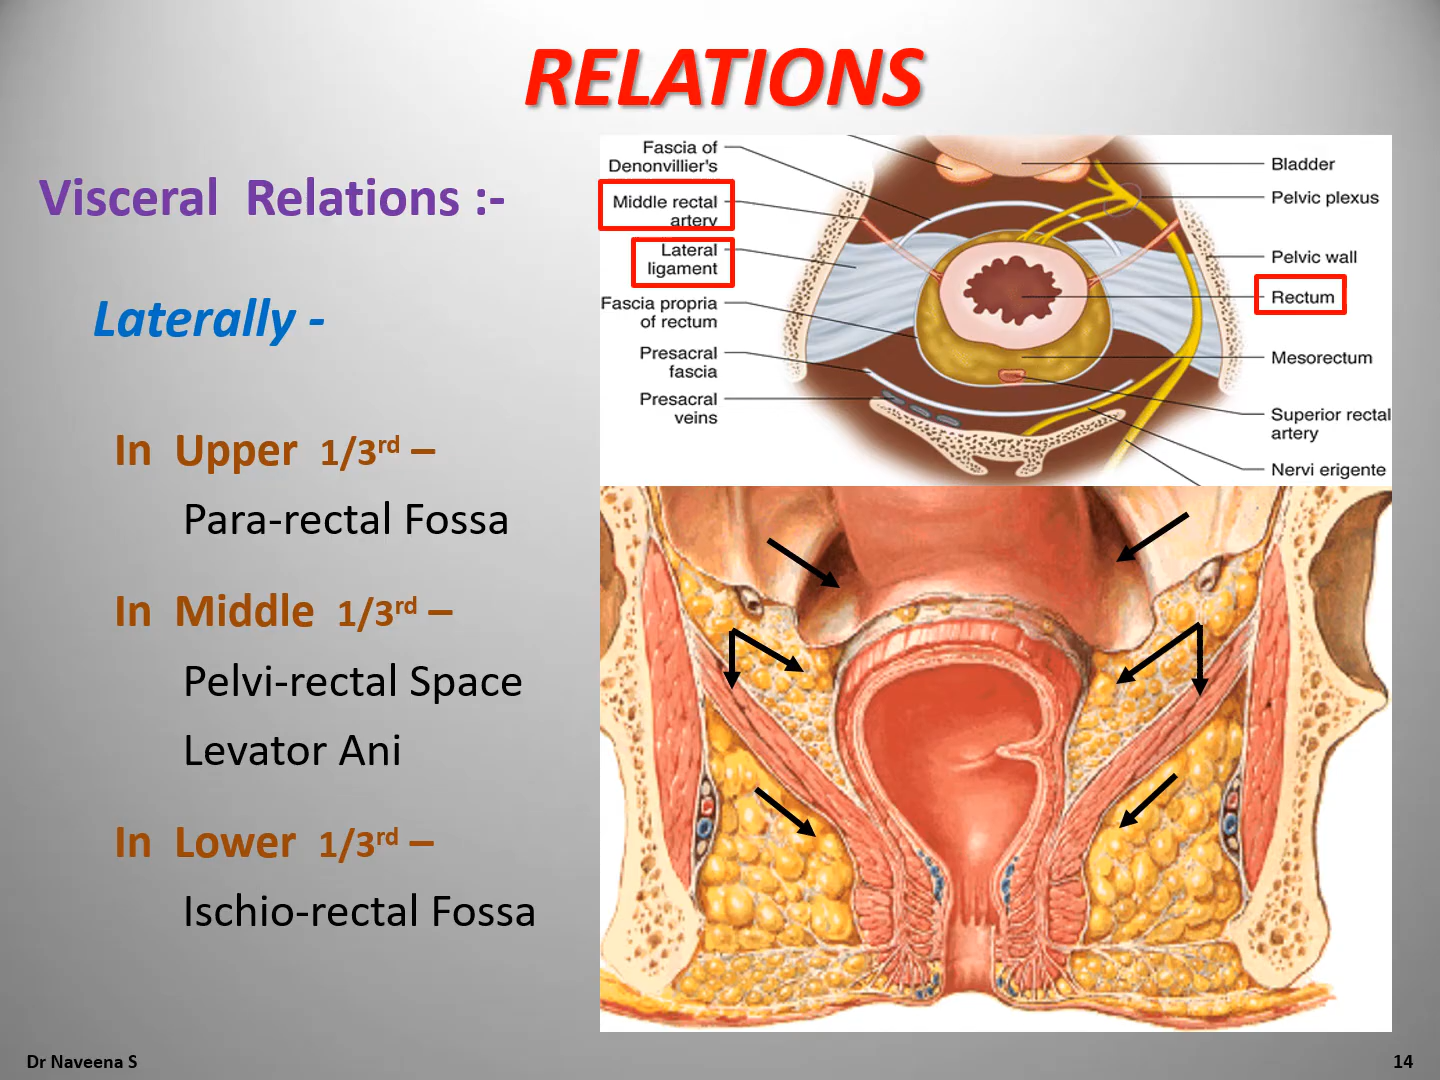 RELATIONS
Visceral Relations :-
Laterally -
In Upper 1/3rd –
Para-rectal Fossa
In Middle 1/3rd –
Pelvi-rectal Space
Levator Ani
In Lower 1/3rd –
Ischio-rectal Fossa
Fascia of
Denonvillier's
Middle rectal
artery
Lateral
ligament
Fascia propria
of rectum
Presacral
fascia
Presacral
veins
Bladder
Pelvic plexus
Pelvic wall
Rectum
Mesorectum
Superior rectal
artery
Nervi erigente
Dr Naveena S
14